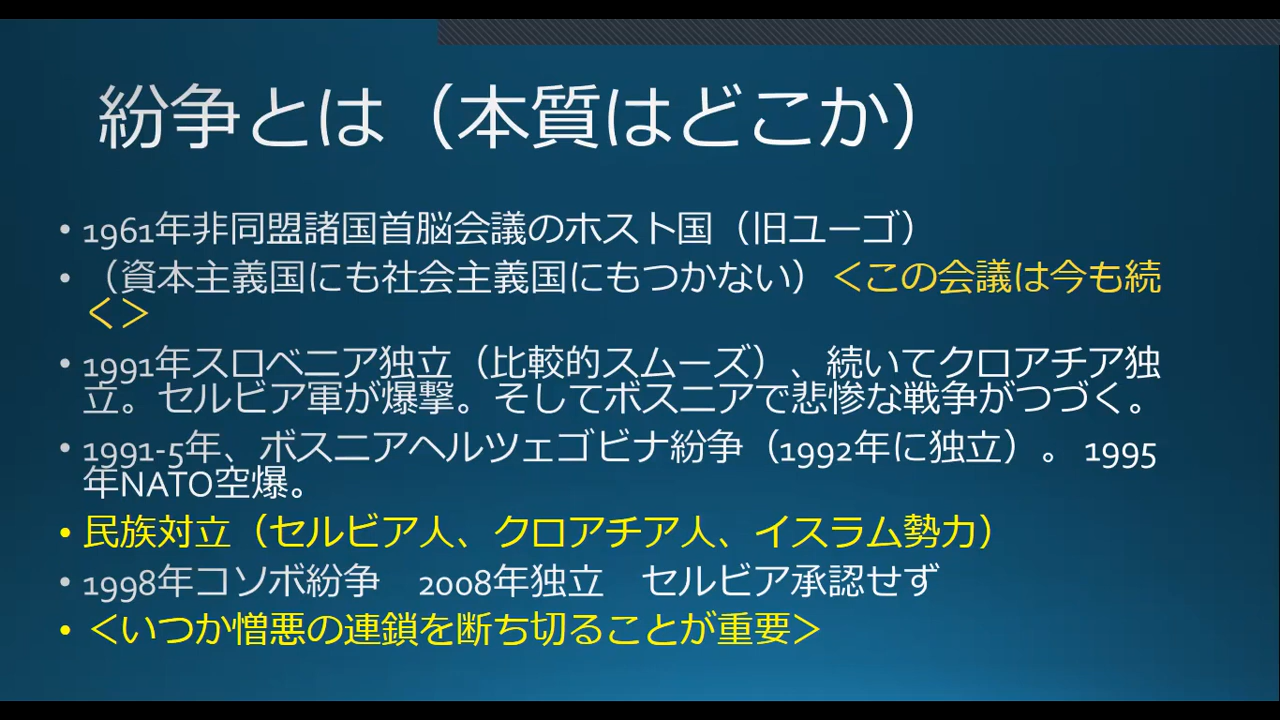 紛争とは（本質はどこか）
• 1961年非同盟諸国首脳会議のホスト国（旧ユーゴ）
• （資本主義国にも社会主義国にもつかない）＜この会議は今も続
く＞
• 1991年スロベニア独立（比較的スムーズ）、続いてクロアチア独
立。セルビア軍が爆撃。そしてボスニアで悲惨な戦争がつづく。
• 1991-5年、ボスニアヘルツェゴビナ紛争（1992年に独立）。 1995
年NATO空爆。
• 民族対立（セルビア人、クロアチア人、イスラム勢力）
• 1998年コソボ紛争　2008年独立　セルビア承認せず
• ＜いつか憎悪の連鎖を断ち切ることが重要＞